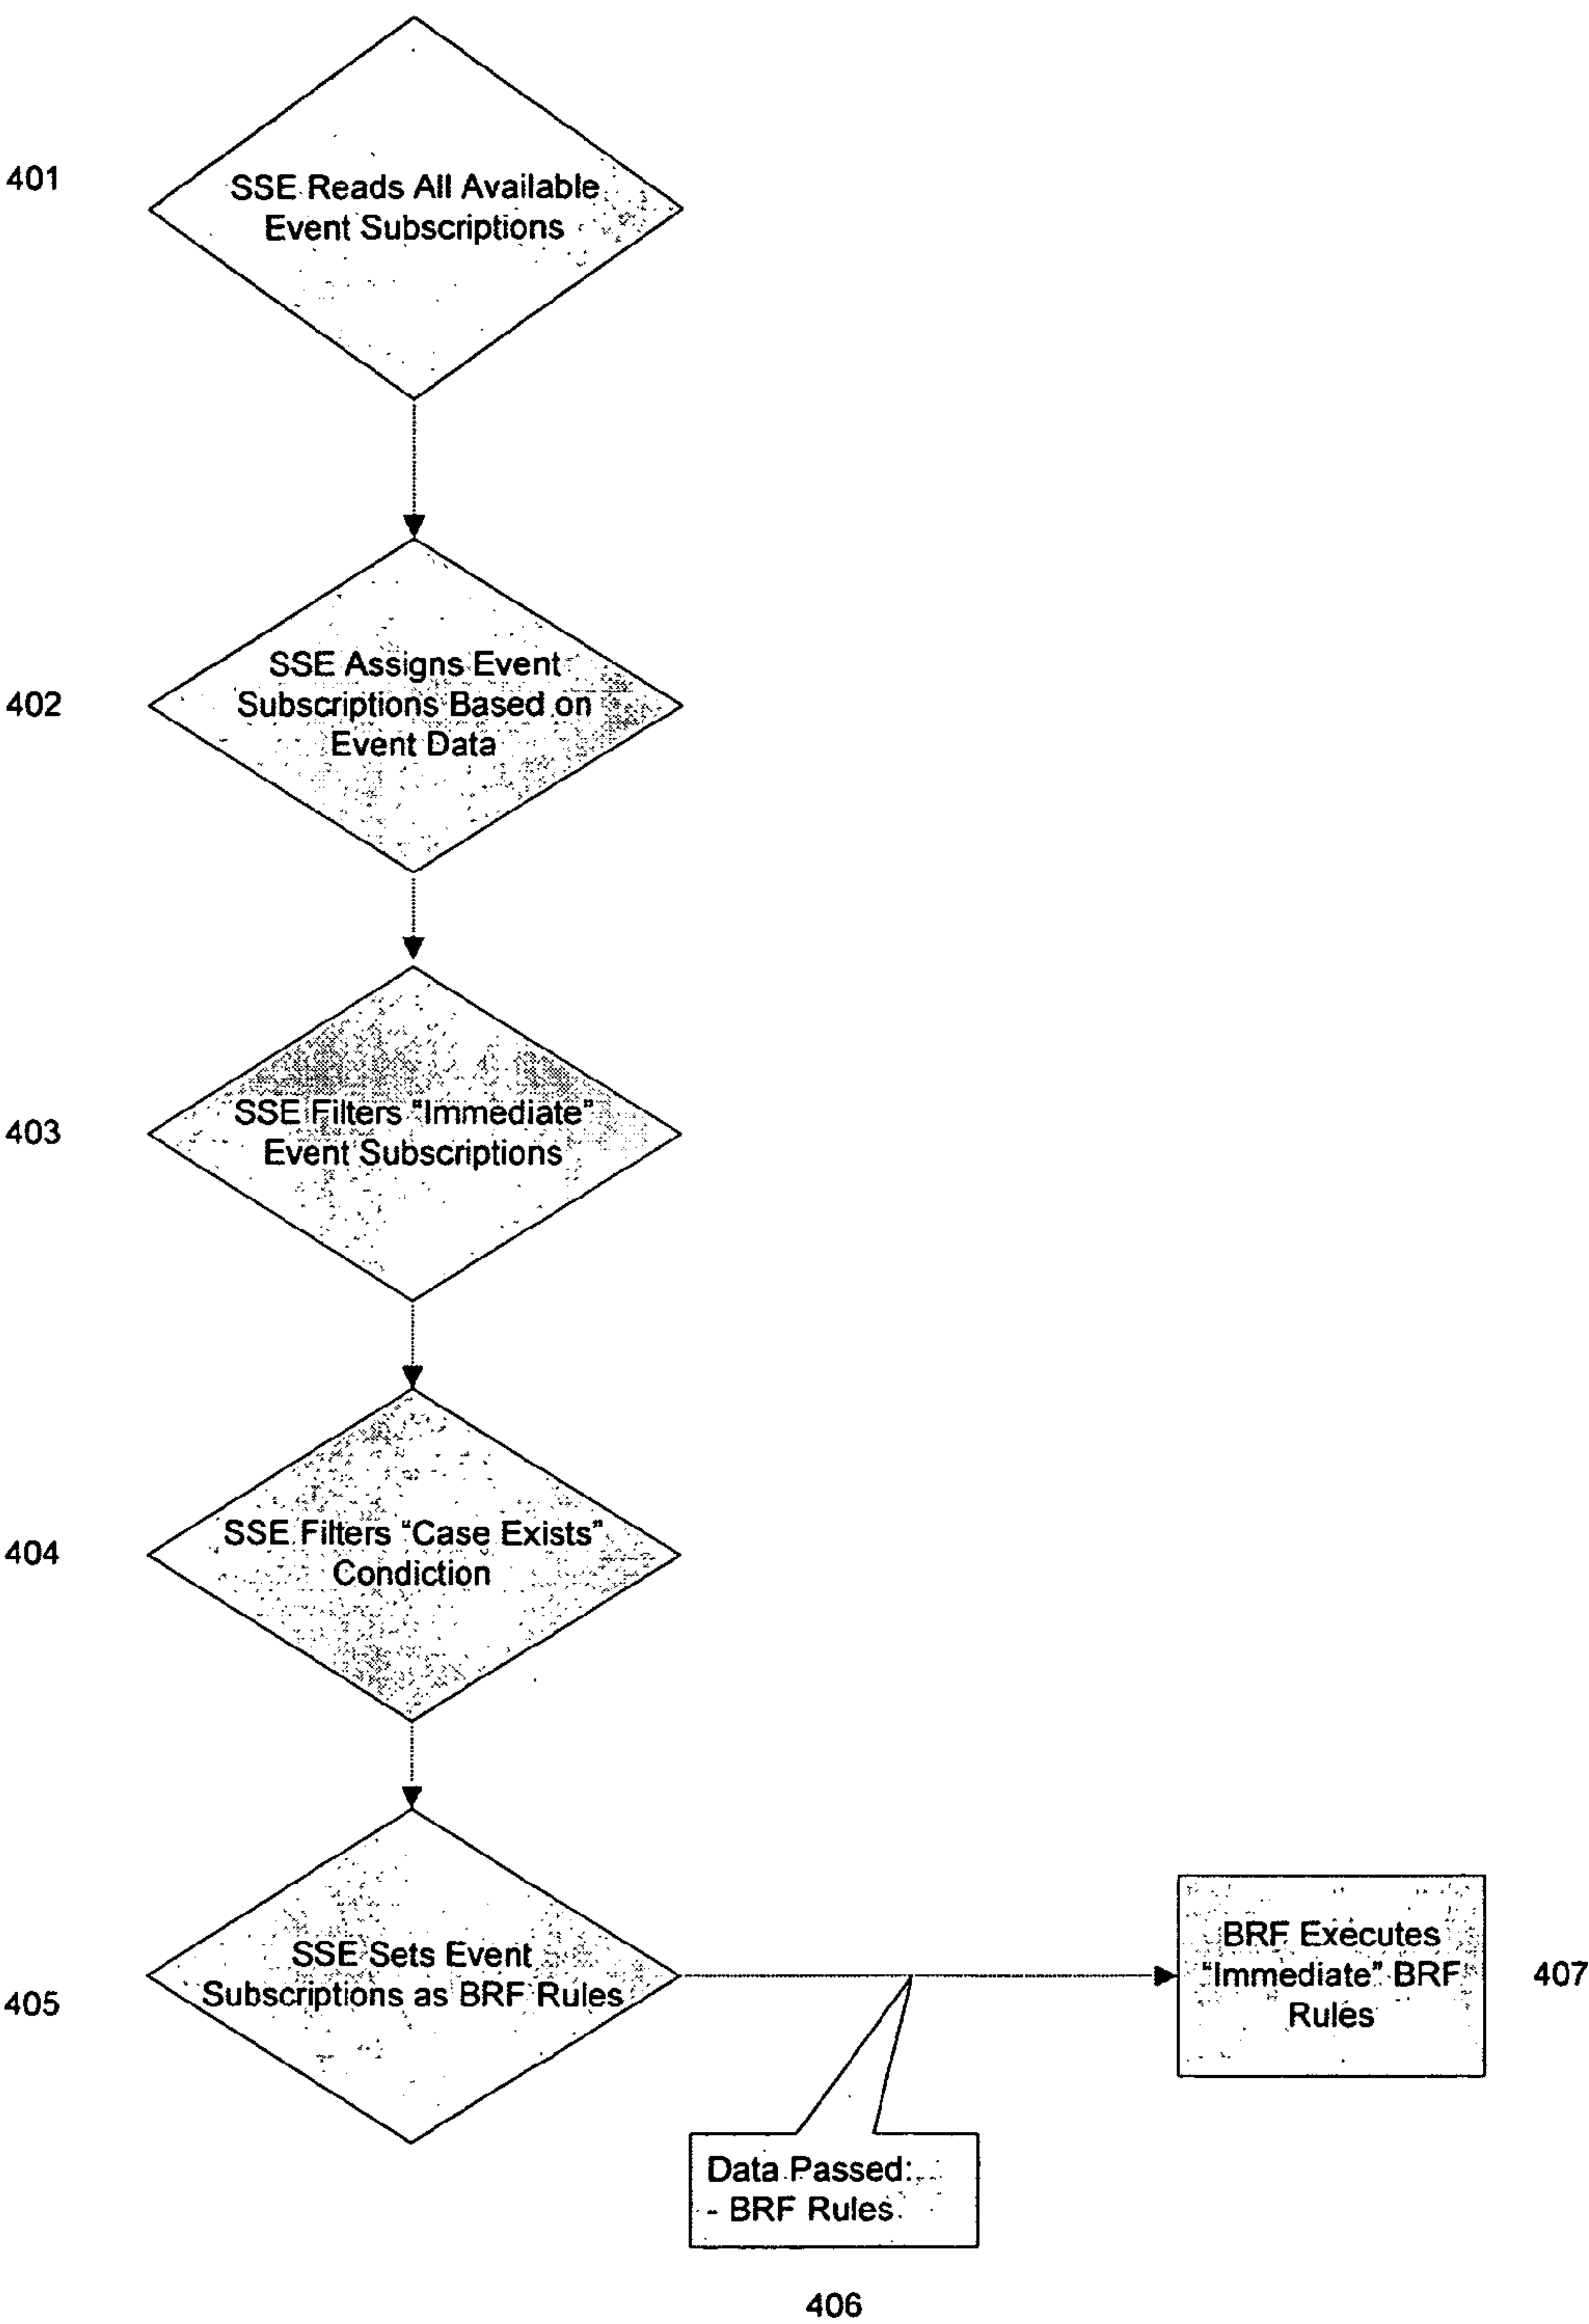 401
SSE Reads All Available
Event Subscriptions
402
SSE Assigns Event
Subscriptions Based on
Event Data
403
SSE Filters "Immediate"
Event Subscriptions
404
SSE Filters "Case Exists"
Condiction
405
SSE Sets Event
Subscriptions as BRF Rules
BRF Executes
"Immediate" BRF
Rules
407
Data Passed:
- BRF Rules
406